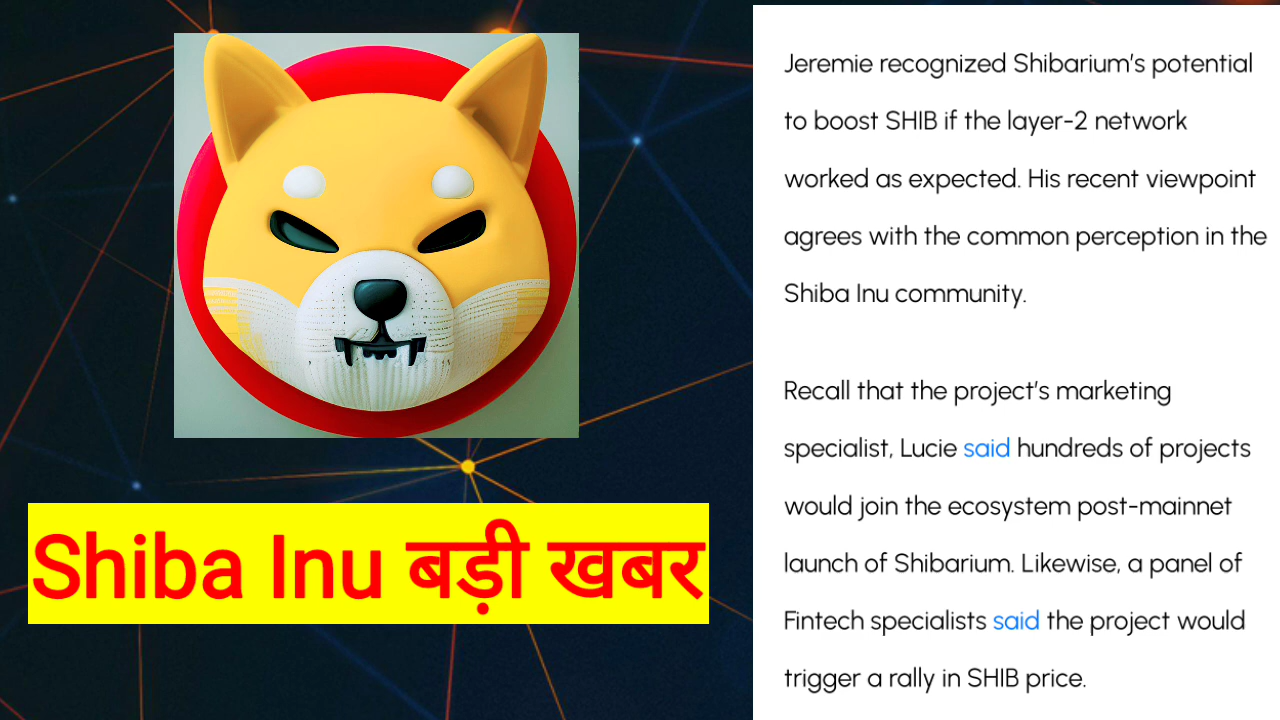 Shiba Inu बड़ी खबर
Jeremie recognized Shibarium’s potential
to boost SHIB if the layer-2 network
worked as expected. His recent viewpoint
agrees with the common perception in the
Shiba Inu community.
Recall that the project’s marketing
specialist, Lucie said hundreds of projects
would join the ecosystem post-mainnet
launch of Shibarium. Likewise, a panel of
Fintech specialists said the project would
trigger a rally in SHIB price.